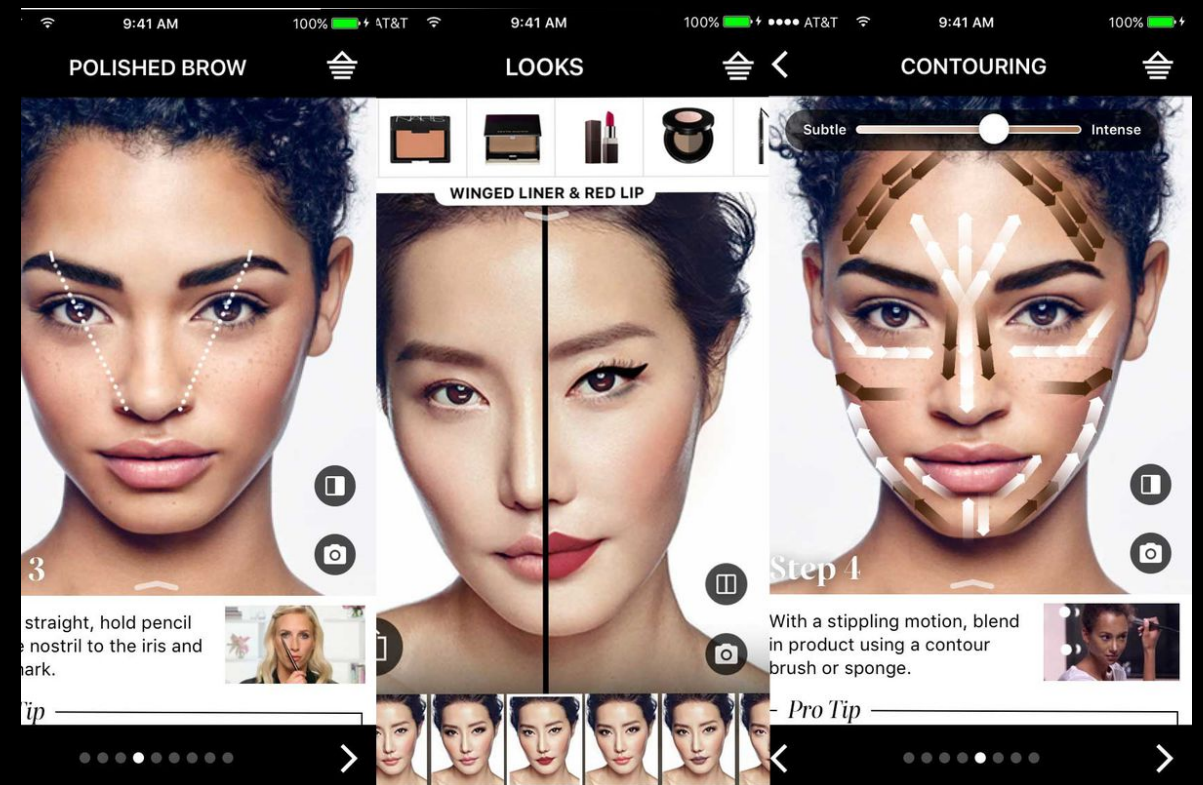 9:41 AM
100%
POLISHED BROW
3
straight, hold pencil
nostril to the iris and
AT&T
9:41 AM
100%
LOOKS
NARS
WINGED LINER & RED LIP
AT&T
9:41 AM
100%
CONTOURING
Subtle
Intense
Step 4
With a stippling motion, blend
in product using a contour
brush or sponge.
Pro Tip